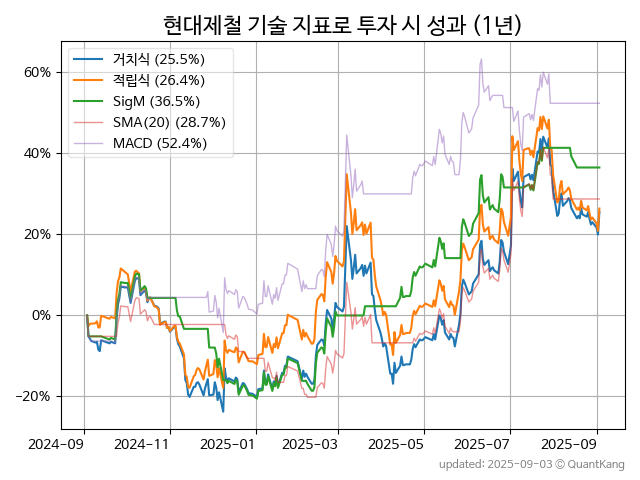 현대제철 기술 지표로 투자 시 성과 (1년)
거치식 (25.5%)
적립식 (26.4%)
SigM (36.5%)
SMA(20) (28.7%)
MACD (52.4%)
60%
40%
20%
0%
−20%
2024−09 2024−11 2025−01 2025−03 2025−05 2025−07 2025−09
updated: 2025−09−03 © QuantKang